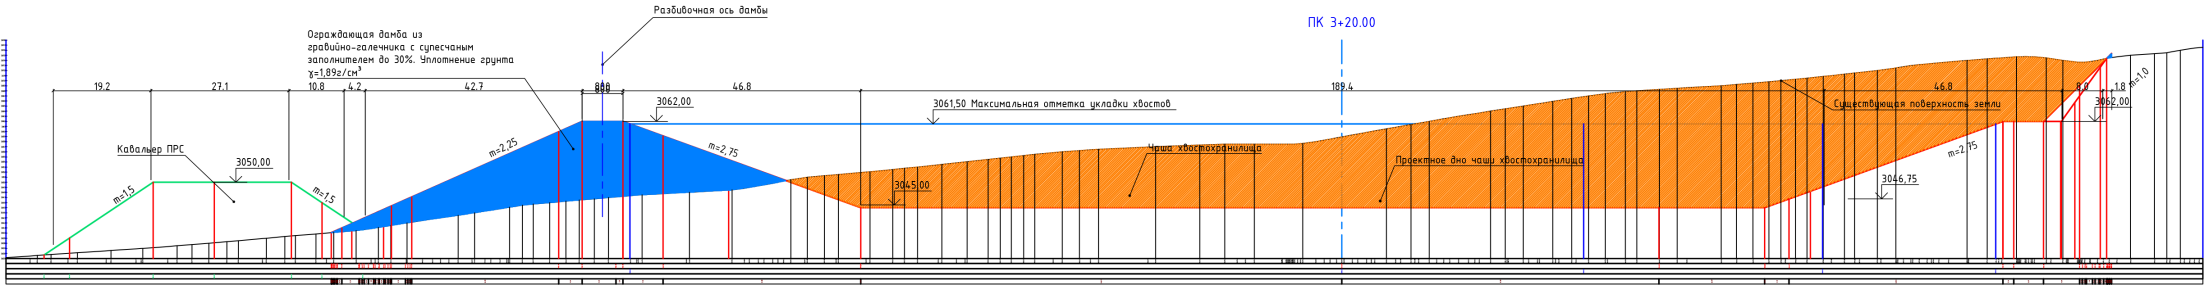 Разбивочная ось дамбы
ПК 3+20.00
Ограждающая дамба из
гравийно-галечника с супесчаным
заполнителем до 30%. Уплотнение грунта
γ=1,89г/см³
19.2
27.1
10.8
4.2
42.7
46.8
189.4
46.8
8.0
1.8
3062,00
3061,50 Максимальная отметка укладки хвостов
Существующая поверхность земли
3062,00
m=1,0
Кавальер ПРС
3050,00
m=2,25
m=2,75
Чаша хвостохранилища
Проектное дно чаши хвостохранилища
m=2,75
m=1,5
m=1,5
3045,00
3046,75